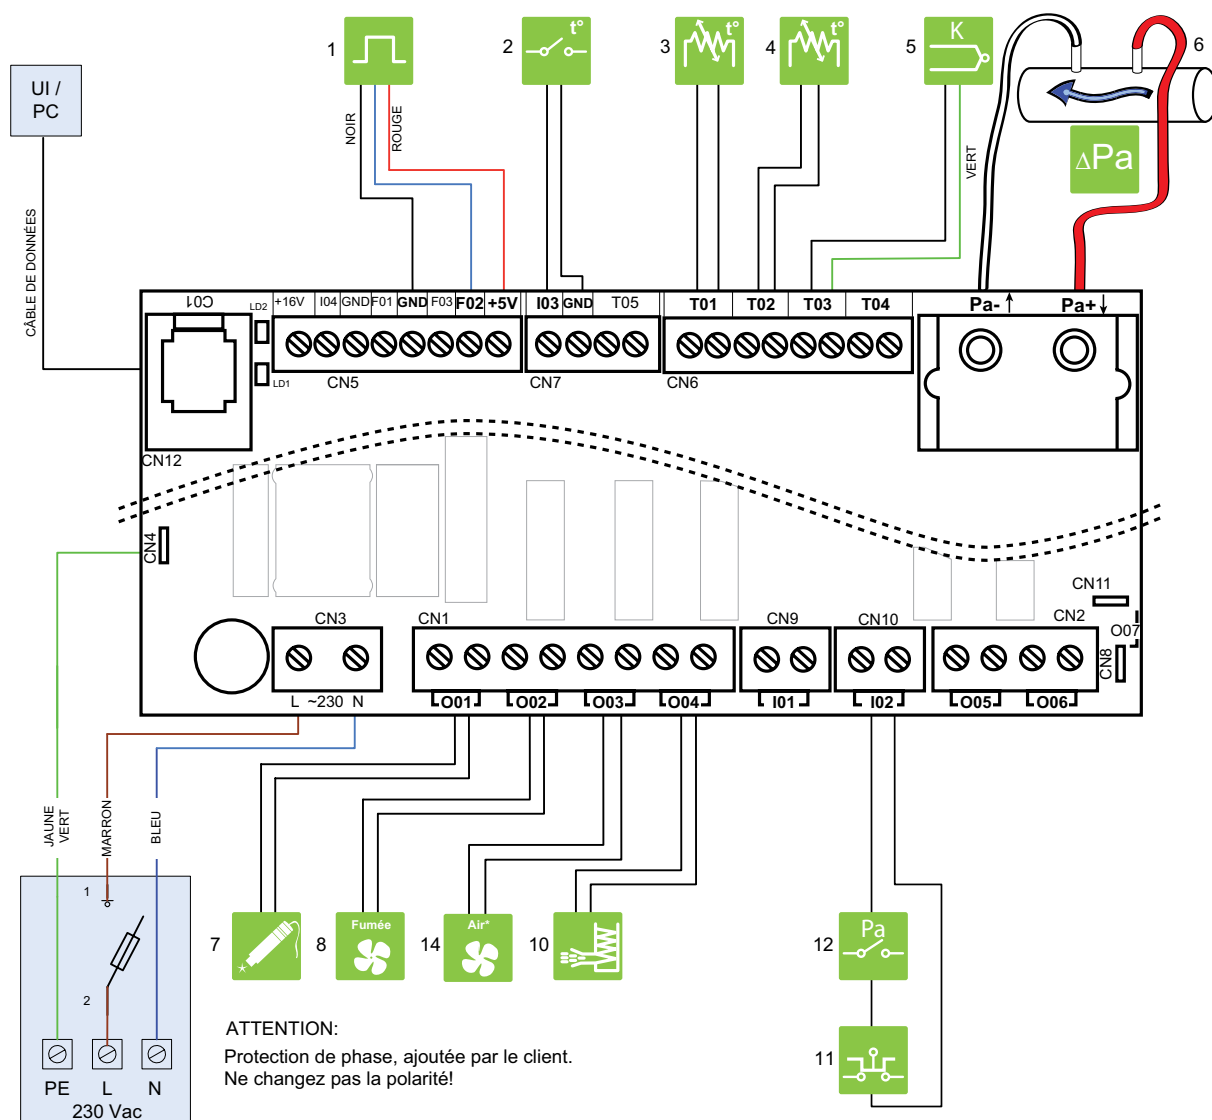 1
2
t°
3
t°
4
t°
5
K
6
UI /
PC
NOIR
ROUGE
VERT
ΔPa
CÂBLE DE DONNÉES
C01
LD2
+16V
I04
GND
F01
GND
F03
F02
+5V
I03
GND
T05
T01
T02
T03
T04
Pa-
Pa+
LD1
CN5
CN7
CN6
CN12
CN4
CN11
CN3
CN1
CN9
CN10
CN2
O07
CN8
L ~230 N
O01
O02
O03
O04
I01
I02
O05
O06
JAUNE
VERT
MARRON
BLEU
1
2
PE
L
N
230 Vac
7
8
Fumée
14
Air*
10
12
Pa
11
ATTENTION:
Protection de phase, ajoutée par le client.
Ne changez pas la polarité!